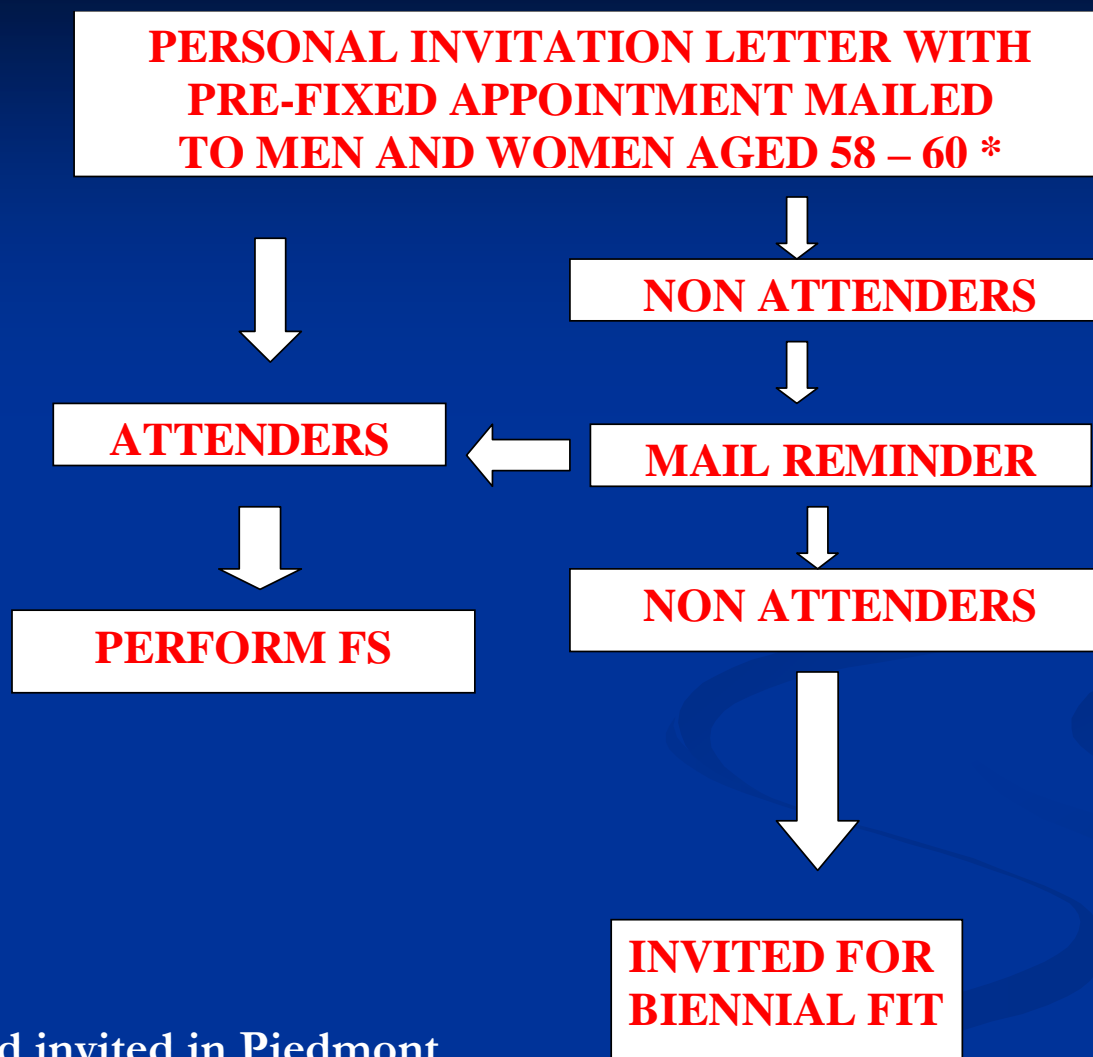 PERSONAL INVITATION LETTER WITH
PRE-FIXED APPOINTMENT MAILED
TO MEN AND WOMEN AGED 58 – 60 *
NON ATTENDERS
ATTENDERS
MAIL REMINDER
NON ATTENDERS
PERFORM FS
INVITED FOR
BIENNIAL FIT
invited in Piedmont